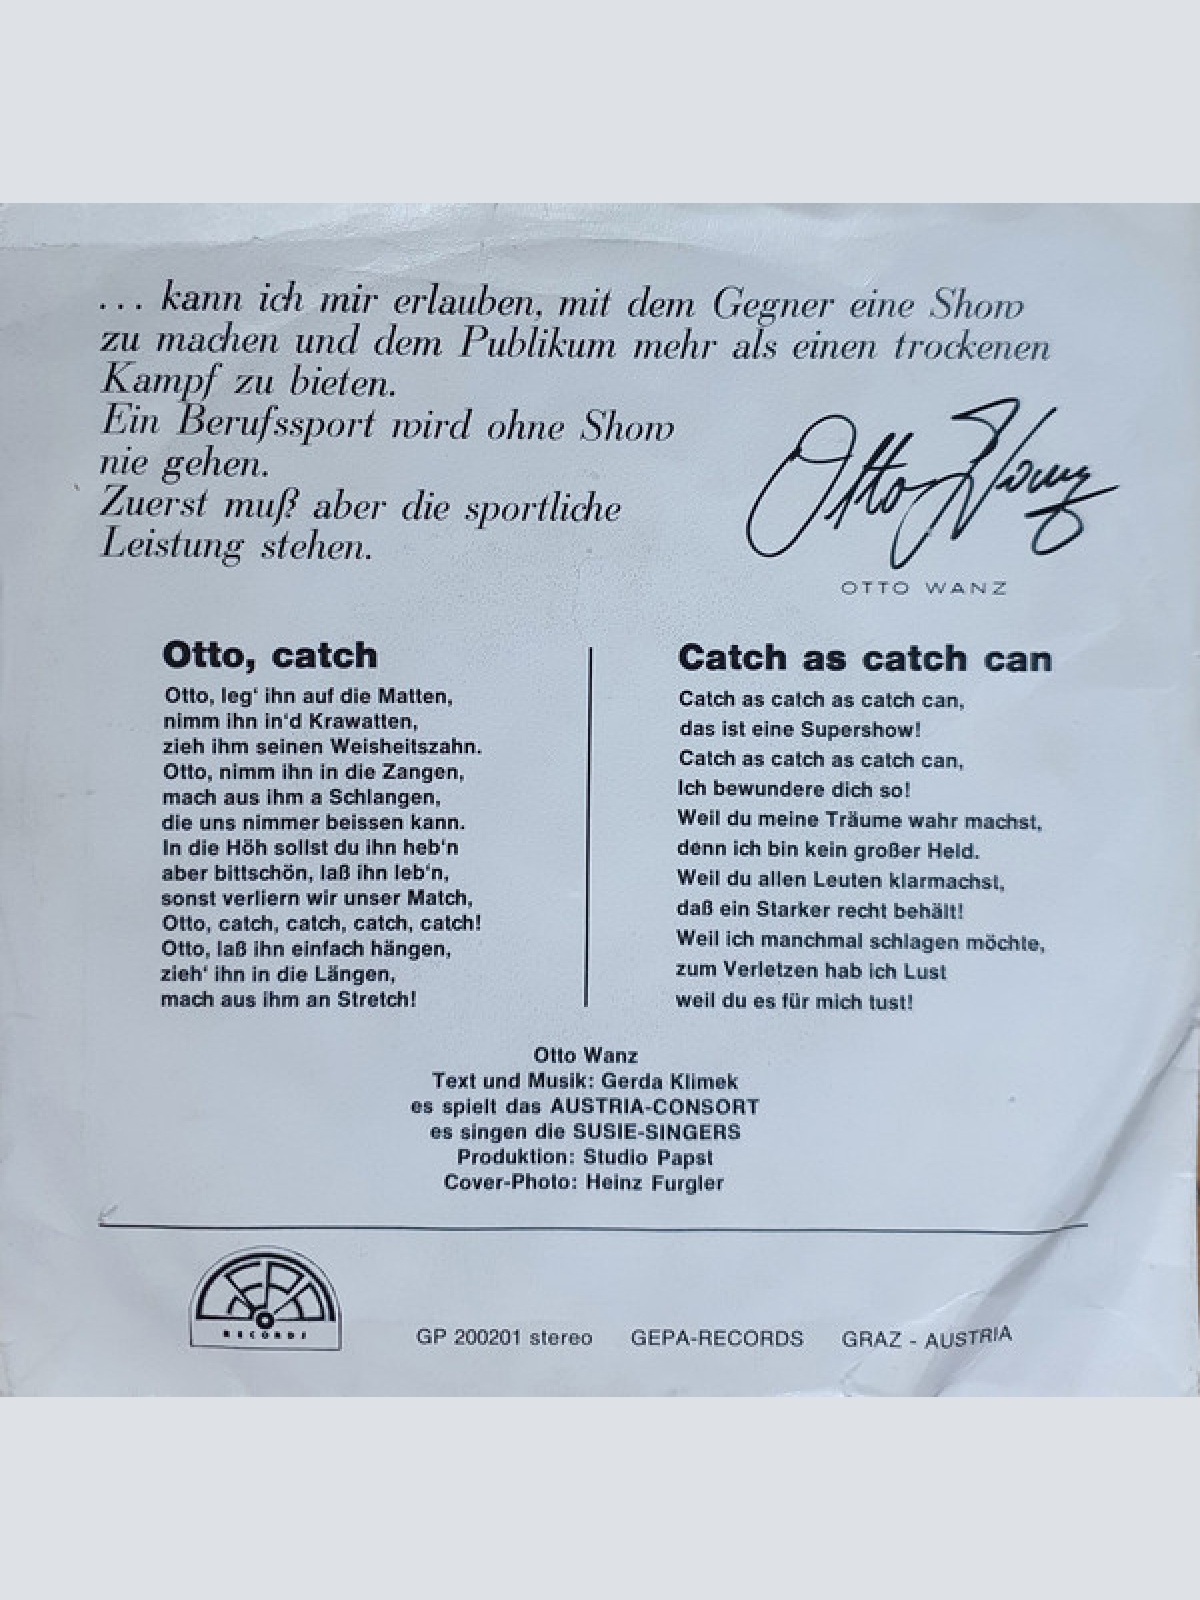 ... kann ich mir erlauben, mit dem Gegner eine Show
zu machen und dem Publikum mehr als einen trockenen
Kampf zu bieten.
Ein Berufssport wird ohne Show
nie gehen.
Zuerst muß aber die sportliche
Leistung stehen.
Otto Wanz
OTTO WANZ
Otto, catch
Otto, leg' ihn auf die Matten,
nimm ihn in'd Krawatten,
zieh ihm seinen Weisheitszahn.
Otto, nimm ihn in die Zangen,
mach aus ihm a Schlangen,
die uns nimmer beissen kann.
In die Höh sollst du ihn heb'n
aber bittschön, laß ihn leb'n,
sonst verliern wir unser Match,
Otto, catch, catch, catch, catch!
Otto, laß ihn einfach hängen,
zieh' ihn in die Längen,
mach aus ihm an Stretch!
Catch as catch can
Catch as catch as catch can,
das ist eine Supershow!
Catch as catch as catch can,
Ich bewundere dich so!
Weil du meine Träume wahr machst,
denn ich bin kein großer Held.
Weil du allen Leuten klarmachst,
daß ein Starker recht behält!
Weil ich manchmal schlagen möchte,
zum Verletzen hab ich Lust
weil du es für mich tust!
Otto Wanz
Text und Musik: Gerda Klimek
es spielt das AUSTRIA-CONSORT
es singen die SUSIE-SINGERS
Produktion: Studio Papst
Cover-Photo: Heinz Furgler
RECORDS
GP 200201 stereo GEPA-RECORDS GRAZ - AUSTRIA